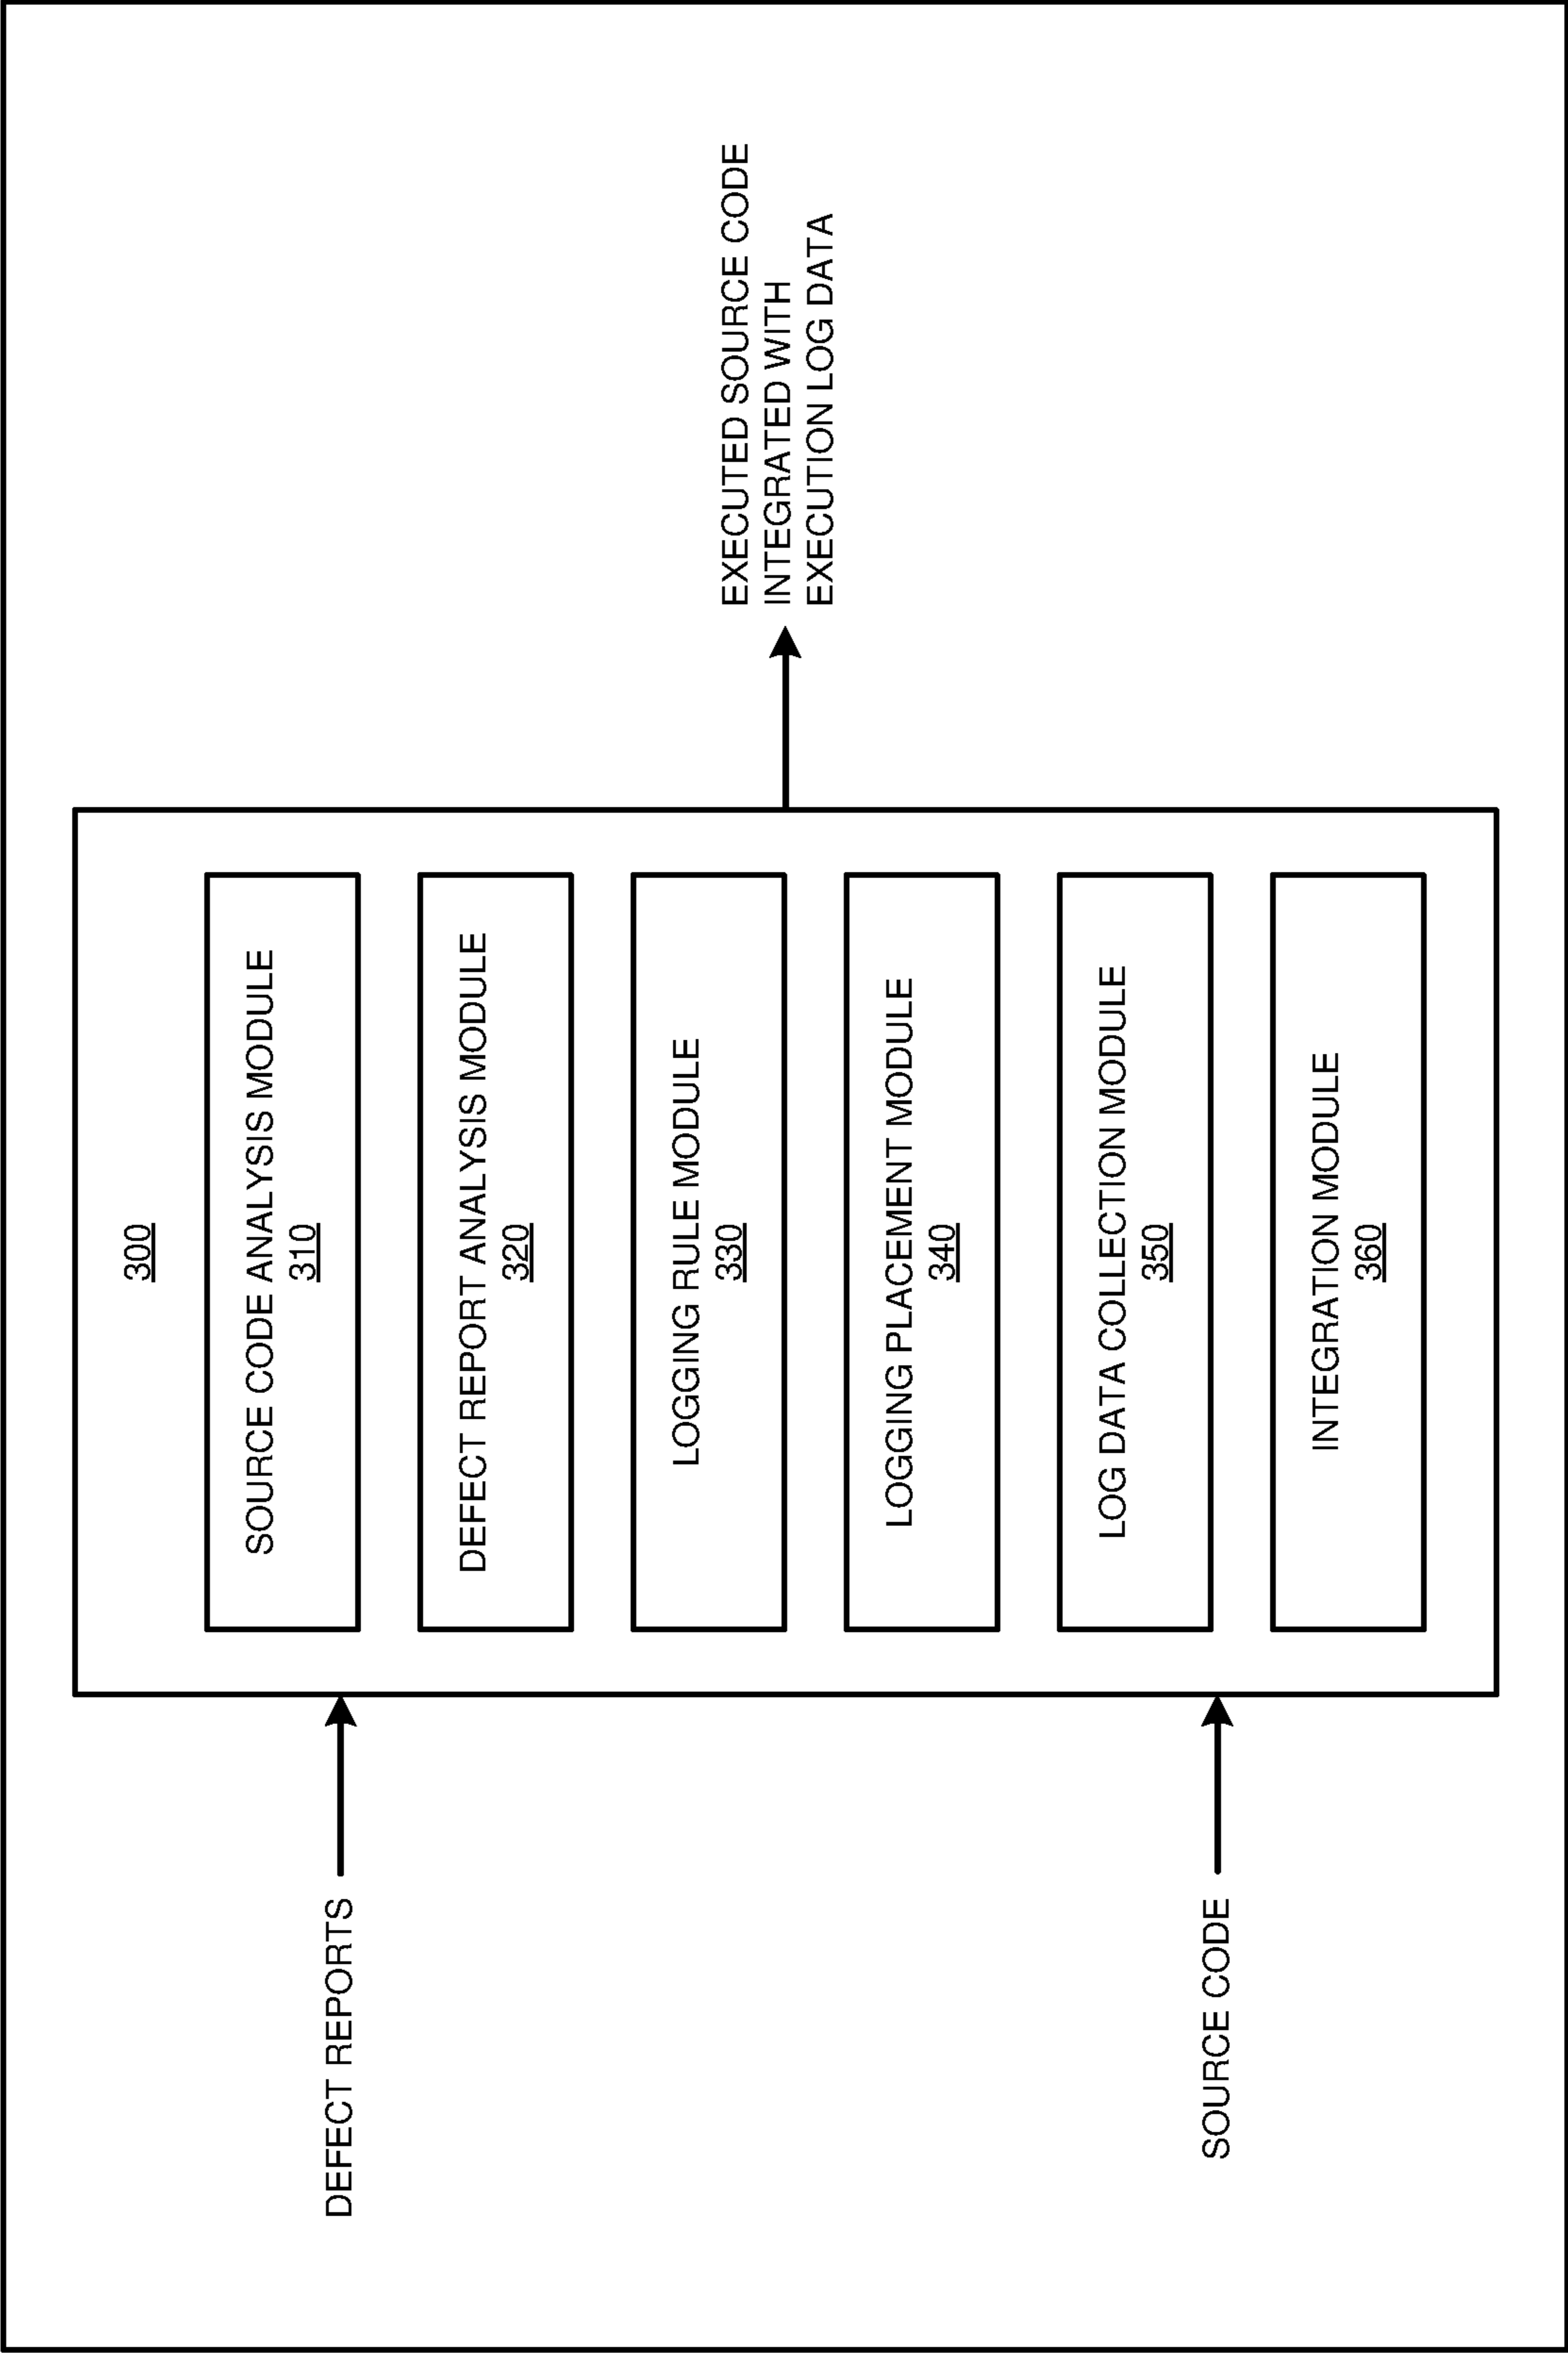 DEFECT REPORTS
SOURCE CODE
300
SOURCE CODE ANALYSIS MODULE
310
DEFECT REPORT ANALYSIS MODULE
320
LOGGING RULE MODULE
330
LOGGING PLACEMENT MODULE
340
LOG DATA COLLECTION MODULE
350
INTEGRATION MODULE
360
EXECUTED SOURCE CODE
INTEGRATED WITH
EXECUTION LOG DATA